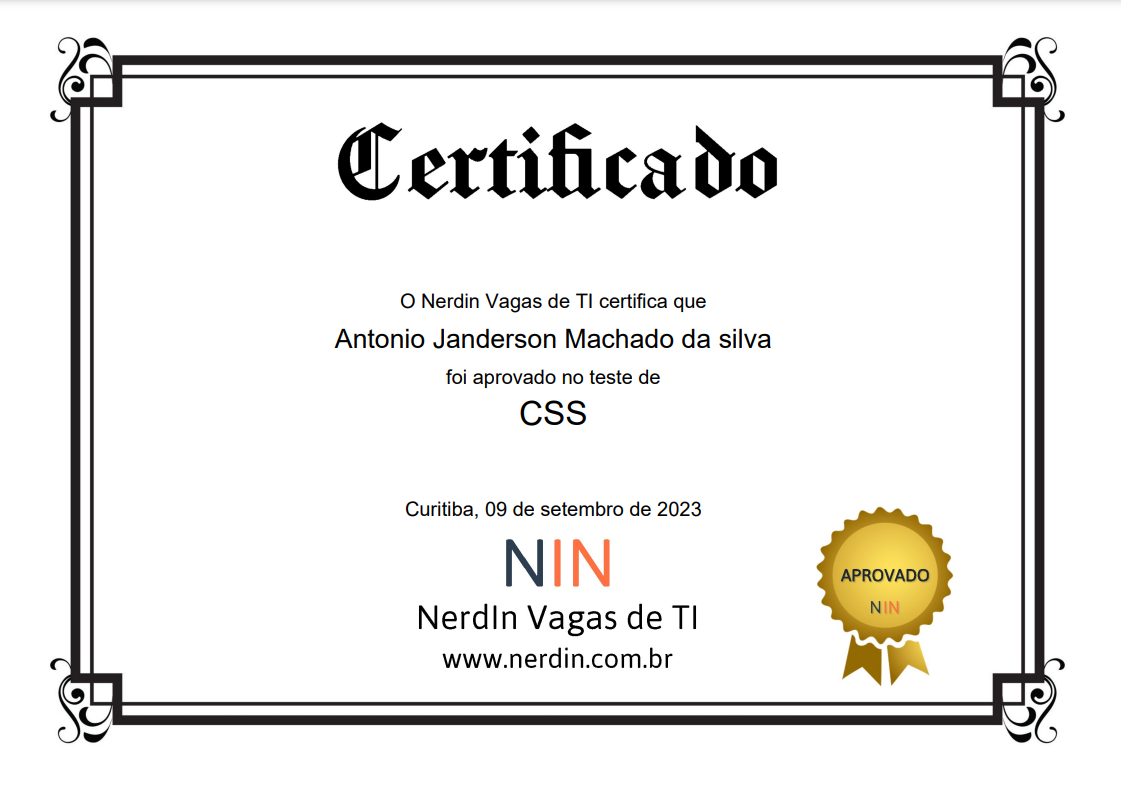 Certificado
O Nerdin Vagas de TI certifica que
Antonio Janderson Machado da silva
foi aprovado no teste de
CSS
Curitiba, 09 de setembro de 2023
NIN
NerdIn Vagas de TI
www.nerdin.com.br
APROVADO
NIN